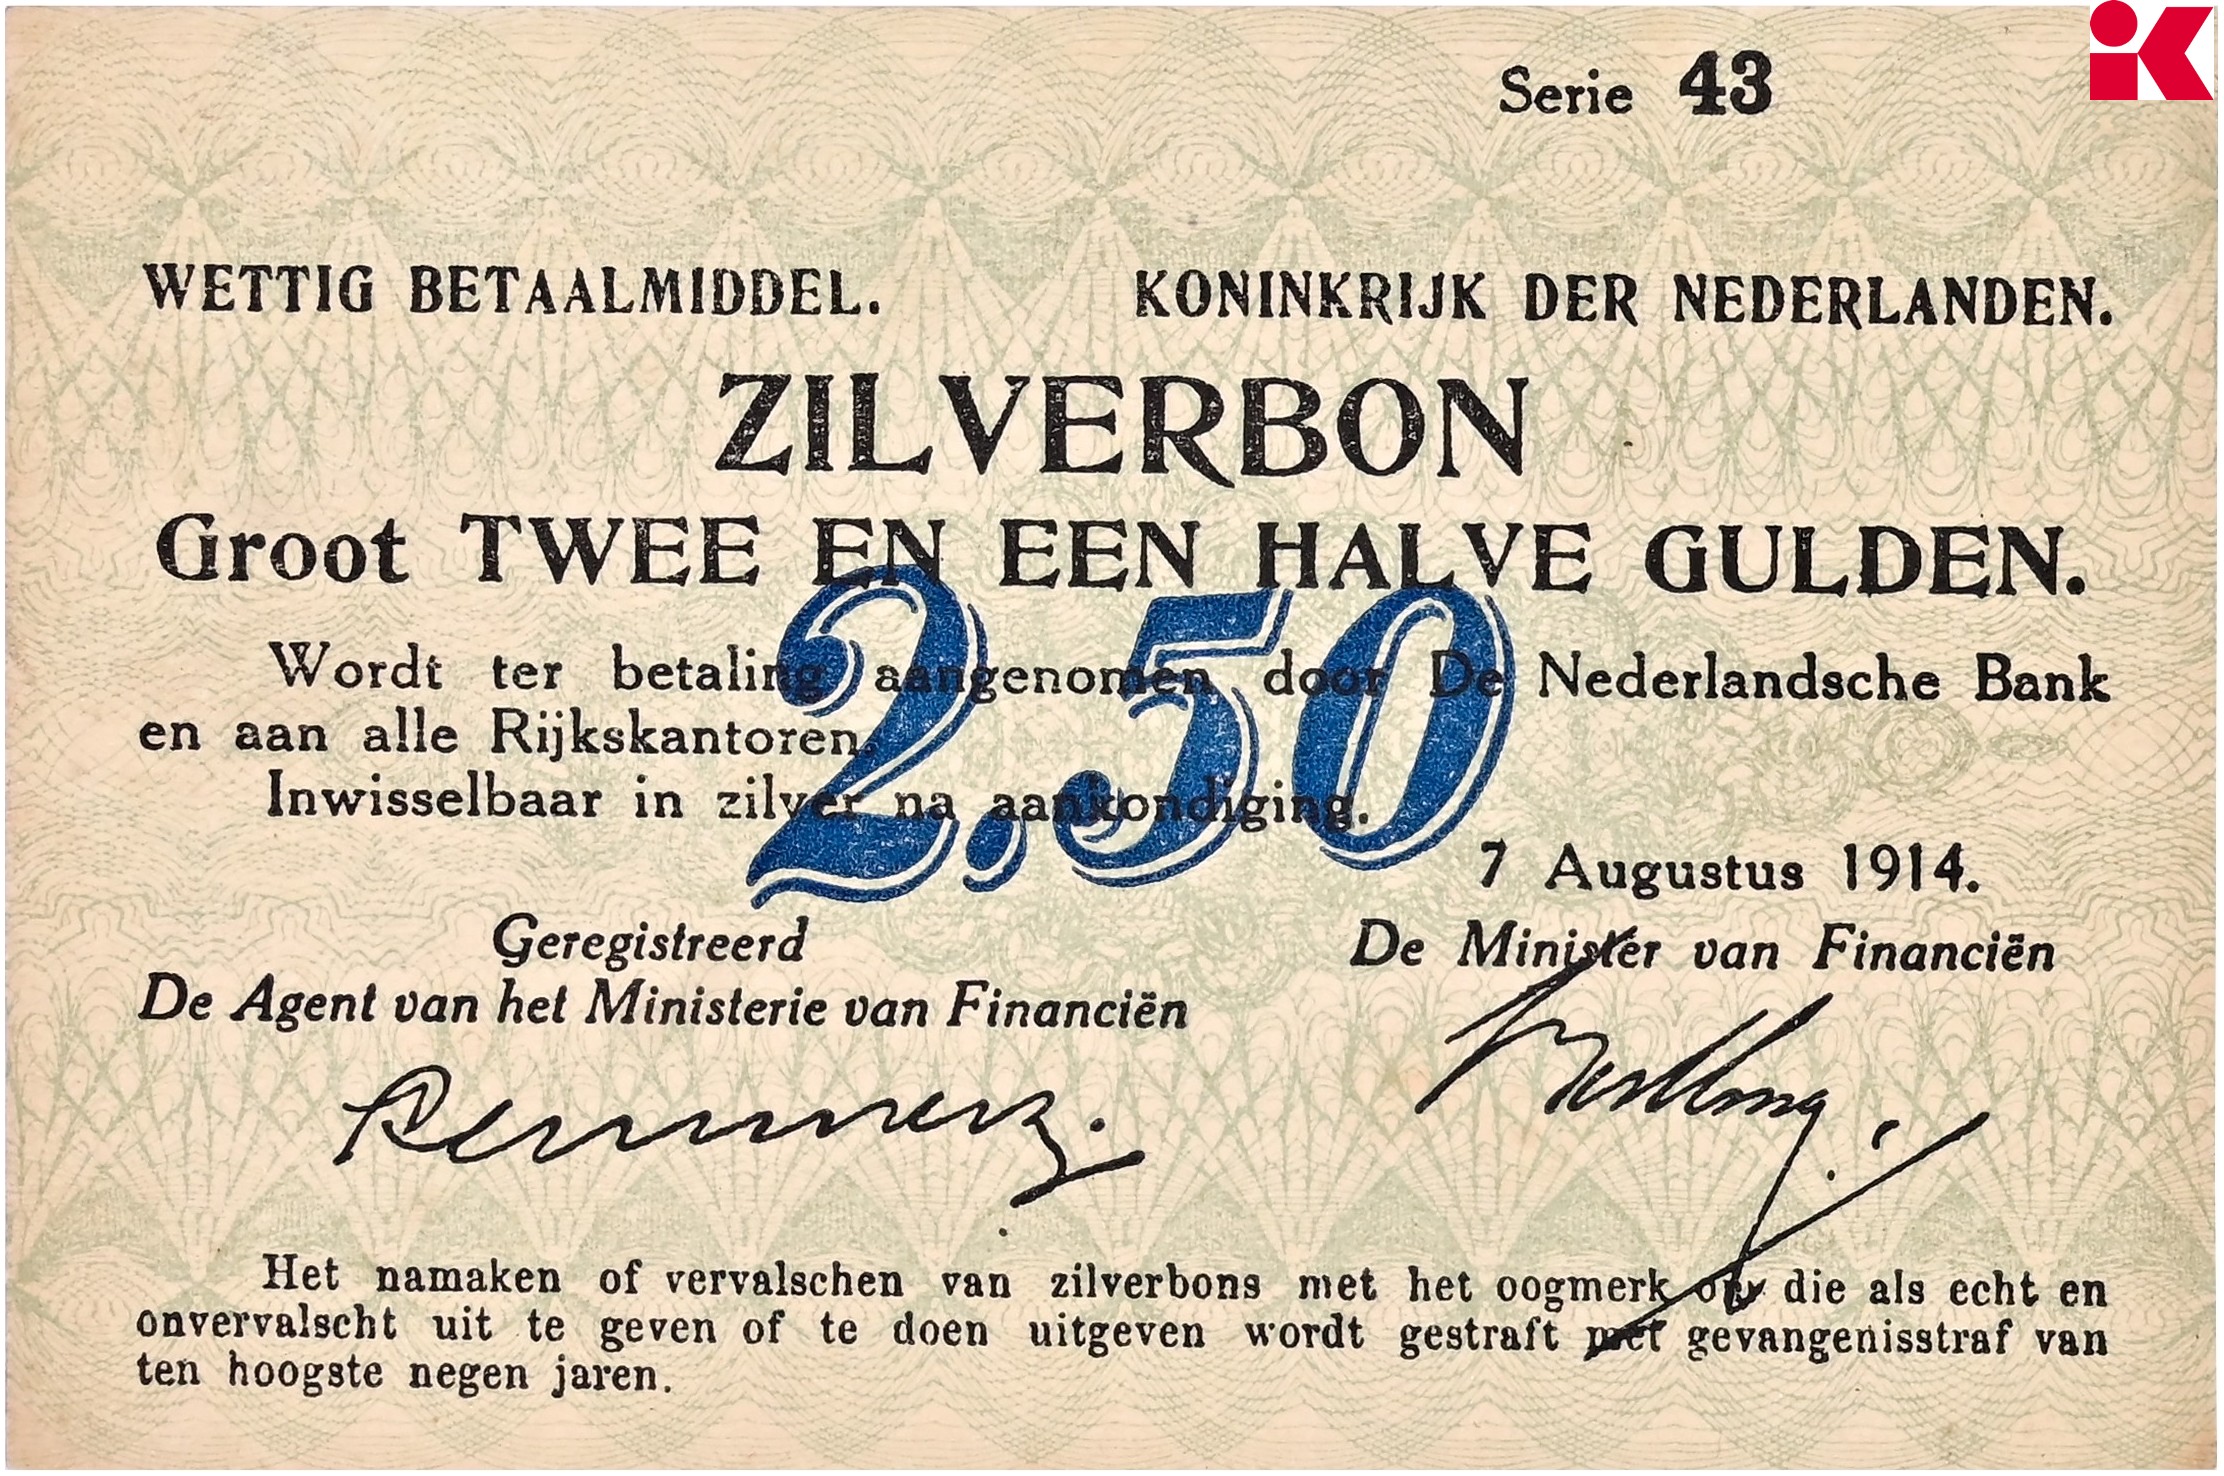 Serie 43
WETTIG BETAALMIDDEL. KONINKRIJK DER NEDERLANDEN.
ZILVERBON
Groot TWEE EN EEN HALVE GULDEN.
2,50
Wordt ter betaling aangenomen door De Nederlandsche Bank
en aan alle Rijkskantoren.
Inwisselbaar in zilver na aankondiging.
7 Augustus 1914.
Geregistreerd
De Agent van het Ministerie van Financiën
De Minister van Financiën
Het namaken of vervalschen van zilverbons met het oogmerk om die als echt en
onvervalscht uit te geven of te doen uitgeven wordt gestraft met gevangenisstraf van
ten hoogste negen jaren.